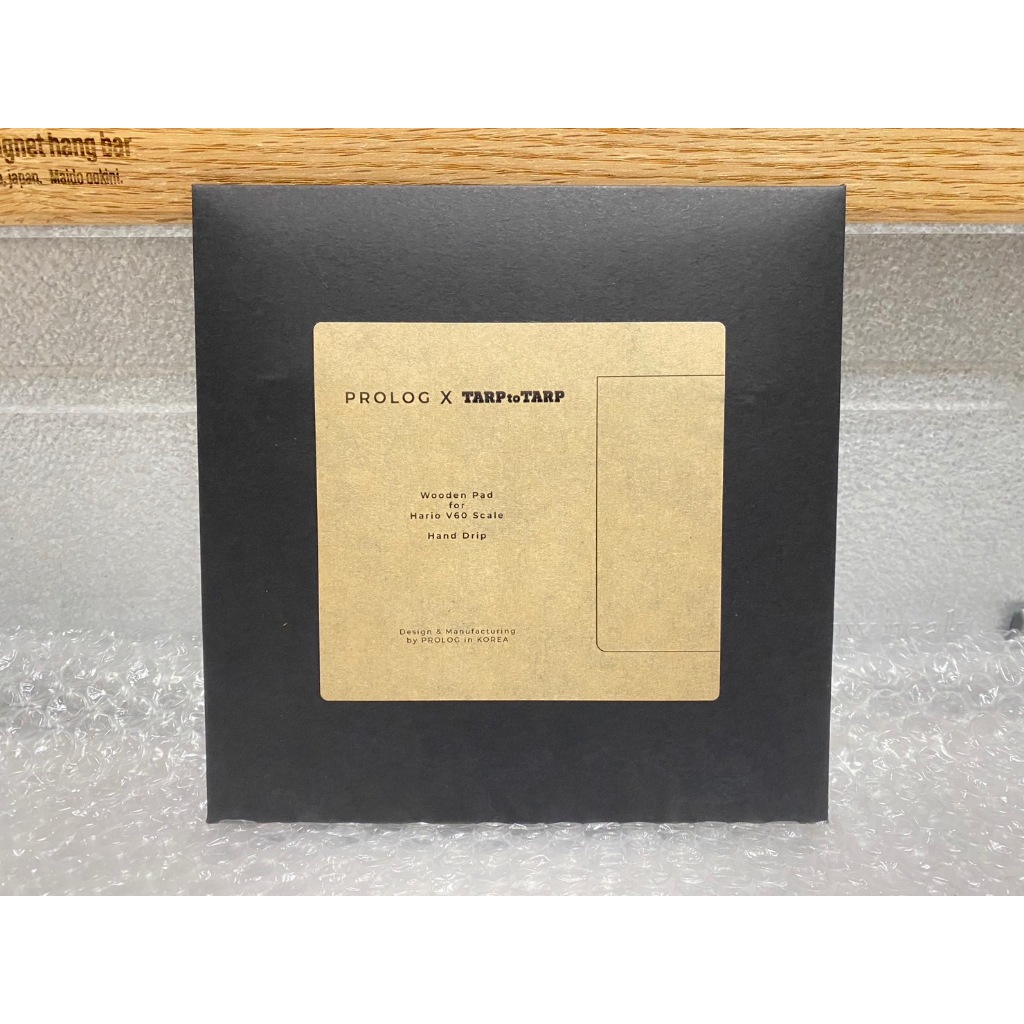 gnet hang bar
japan. Maido ookini.
PROLOG X TARPtoTARP
Wooden Pad
for
Hario V60 Scale
Hand Drip
Design & Manufacturing
by PROLOG in KOREA